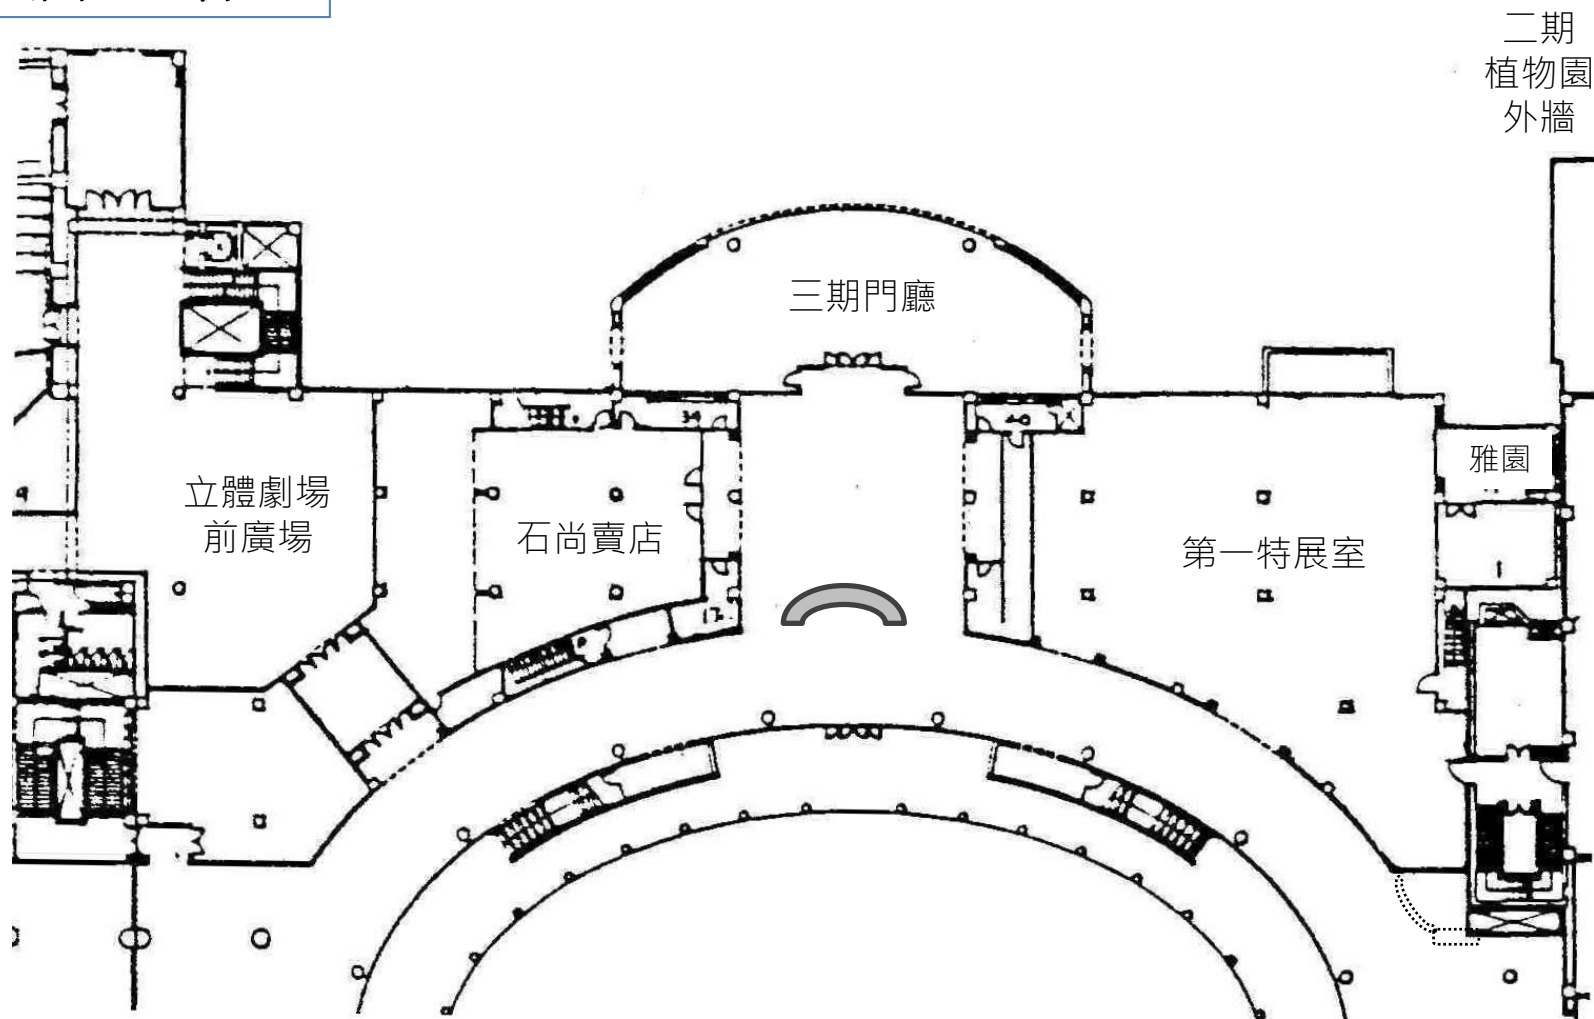 二期
植物園
外牆
三期門廳
雅園
立體劇場
前廣場
石尚賣店
第一特展室